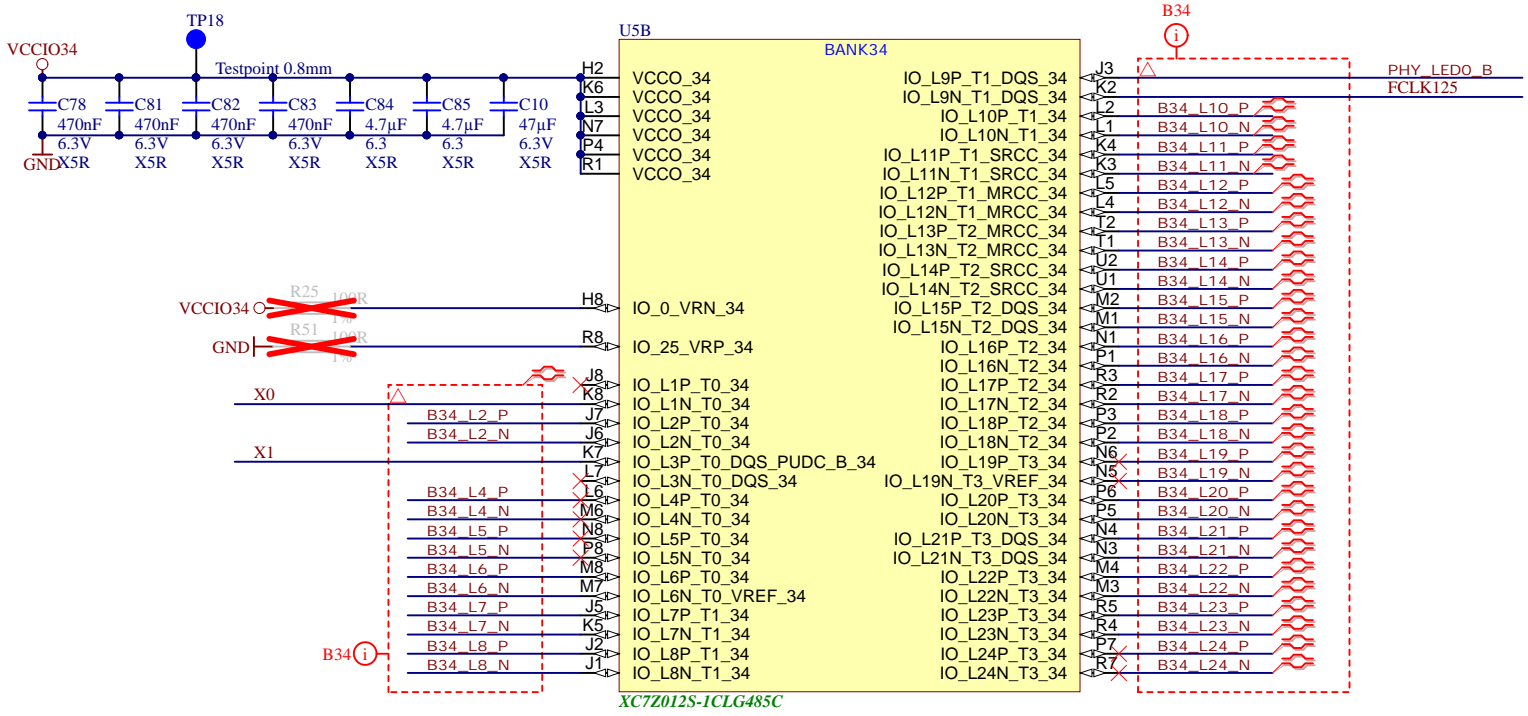 TP18
VCCIO34
Testpoint 0.8mm
C78 C81 C82 C83 C84 C85 C10
470nF 470nF 470nF 470nF 4.7µF 4.7µF 47µF
6.3V 6.3V 6.3V 6.3V 6.3 6.3 6.3V
X5R X5R X5R X5R X5R X5R X5R
GND
U5B
BANK34
B34
i
H2 VCCO_34
K6 VCCO_34
L3 VCCO_34
N7 VCCO_34
P4 VCCO_34
R1 VCCO_34
VCCIO34 R25 100R 1% H8 IO_0_VRN_34
GND R51 100R 1% R8 IO_25_VRP_34
J8 IO_L1P_T0_34
X0 K8 IO_L1N_T0_34
B34_L2_P J7 IO_L2P_T0_34
B34_L2_N J6 IO_L2N_T0_34
X1 K7 IO_L3P_T0_DQS_PUDC_B_34
L7 IO_L3N_T0_DQS_34
B34_L4_P L6 IO_L4P_T0_34
B34_L4_N M6 IO_L4N_T0_34
B34_L5_P N8 IO_L5P_T0_34
B34_L5_N P8 IO_L5N_T0_34
B34_L6_P M8 IO_L6P_T0_34
B34_L6_N M7 IO_L6N_T0_VREF_34
B34_L7_P J5 IO_L7P_T1_34
B34_L7_N K5 IO_L7N_T1_34
B34_L8_P J2 IO_L8P_T1_34
B34_L8_N J1 IO_L8N_T1_34
B34 i
IO_L9P_T1_DQS_34 J3 PHY_LED0_B
IO_L9N_T1_DQS_34 K2 FCLK125
IO_L10P_T1_34 L2 B34_L10_P
IO_L10N_T1_34 L1 B34_L10_N
IO_L11P_T1_SRCC_34 K4 B34_L11_P
IO_L11N_T1_SRCC_34 K3 B34_L11_N
IO_L12P_T1_MRCC_34 L5 B34_L12_P
IO_L12N_T1_MRCC_34 L4 B34_L12_N
IO_L13P_T2_MRCC_34 T2 B34_L13_P
IO_L13N_T2_MRCC_34 T1 B34_L13_N
IO_L14P_T2_SRCC_34 U2 B34_L14_P
IO_L14N_T2_SRCC_34 U1 B34_L14_N
IO_L15P_T2_DQS_34 M2 B34_L15_P
IO_L15N_T2_DQS_34 M1 B34_L15_N
IO_L16P_T2_34 N1 B34_L16_P
IO_L16N_T2_34 P1 B34_L16_N
IO_L17P_T2_34 R3 B34_L17_P
IO_L17N_T2_34 R2 B34_L17_N
IO_L18P_T2_34 P3 B34_L18_P
IO_L18N_T2_34 P2 B34_L18_N
IO_L19P_T3_34 N6 B34_L19_P
IO_L19N_T3_VREF_34 N5 B34_L19_N
IO_L20P_T3_34 P6 B34_L20_P
IO_L20N_T3_34 P5 B34_L20_N
IO_L21P_T3_DQS_34 N4 B34_L21_P
IO_L21N_T3_DQS_34 N3 B34_L21_N
IO_L22P_T3_34 M4 B34_L22_P
IO_L22N_T3_34 M3 B34_L22_N
IO_L23P_T3_34 R5 B34_L23_P
IO_L23N_T3_34 R4 B34_L23_N
IO_L24P_T3_34 P7 B34_L24_P
IO_L24N_T3_34 R7 B34_L24_N
XC7Z012S-1CLG485C